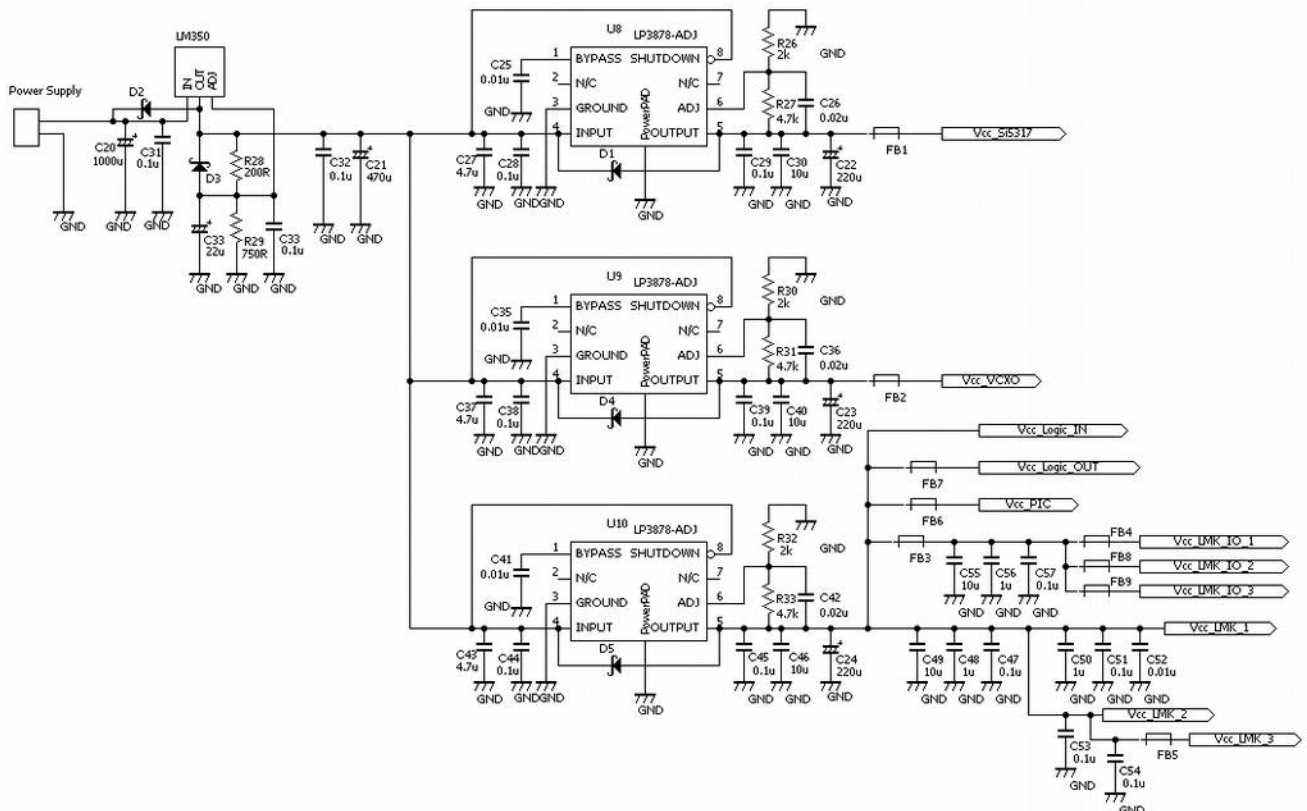 Power Supply
LM350
IN
OUT
ADJ
D2
C20
1000u
C31
0.1u
D3
R28
200R
C33
22u
R29
750R
C33
0.1u
C32
0.1u
C21
470u
GND
GND
GND
GND
GND
GND
GND
GND
U8
LP3878-ADJ
1
BYPASS
SHUTDOWN
8
2
N/C
N/C
7
3
GROUND
ADJ
6
4
INPUT
POUTPUT
5
PowerPAD
C25
0.01u
GND
R26
2k
GND
R27
4.7k
C26
0.02u
C27
4.7u
C28
0.1u
D1
C29
0.1u
C30
10u
C22
220u
GND
GND
GND
GND
GND
GND
GND
FB1
Vcc_Si5317
U9
LP3878-ADJ
1
BYPASS
SHUTDOWN
8
2
N/C
N/C
7
3
GROUND
ADJ
6
4
INPUT
POUTPUT
5
PowerPAD
C35
0.01u
GND
R30
2k
GND
R31
4.7k
C36
0.02u
C37
4.7u
C38
0.1u
D4
C39
0.1u
C40
10u
C23
220u
GND
GND
GND
GND
GND
GND
GND
FB2
Vcc_VCXO
Vcc_Logic_IN
FB7
Vcc_Logic_OUT
FB6
Vcc_PIC
U10
LP3878-ADJ
1
BYPASS
SHUTDOWN
8
2
N/C
N/C
7
3
GROUND
ADJ
6
4
INPUT
POUTPUT
5
PowerPAD
C41
0.01u
GND
R32
2k
GND
R33
4.7k
C42
0.02u
C43
4.7u
C44
0.1u
D5
C45
0.1u
C46
10u
C24
220u
GND
GND
GND
GND
GND
GND
GND
FB3
C55
10u
C56
1u
C57
0.1u
GND
GND
GND
FB4
Vcc_LMK_IO_1
FB8
Vcc_LMK_IO_2
FB9
Vcc_LMK_IO_3
Vcc_LMK_1
C49
10u
C48
1u
C47
0.1u
C50
1u
C51
0.1u
C52
0.01u
GND
GND
GND
GND
GND
GND
Vcc_LMK_2
C53
0.1u
GND
FB5
Vcc_LMK_3
C54
0.1u
GND